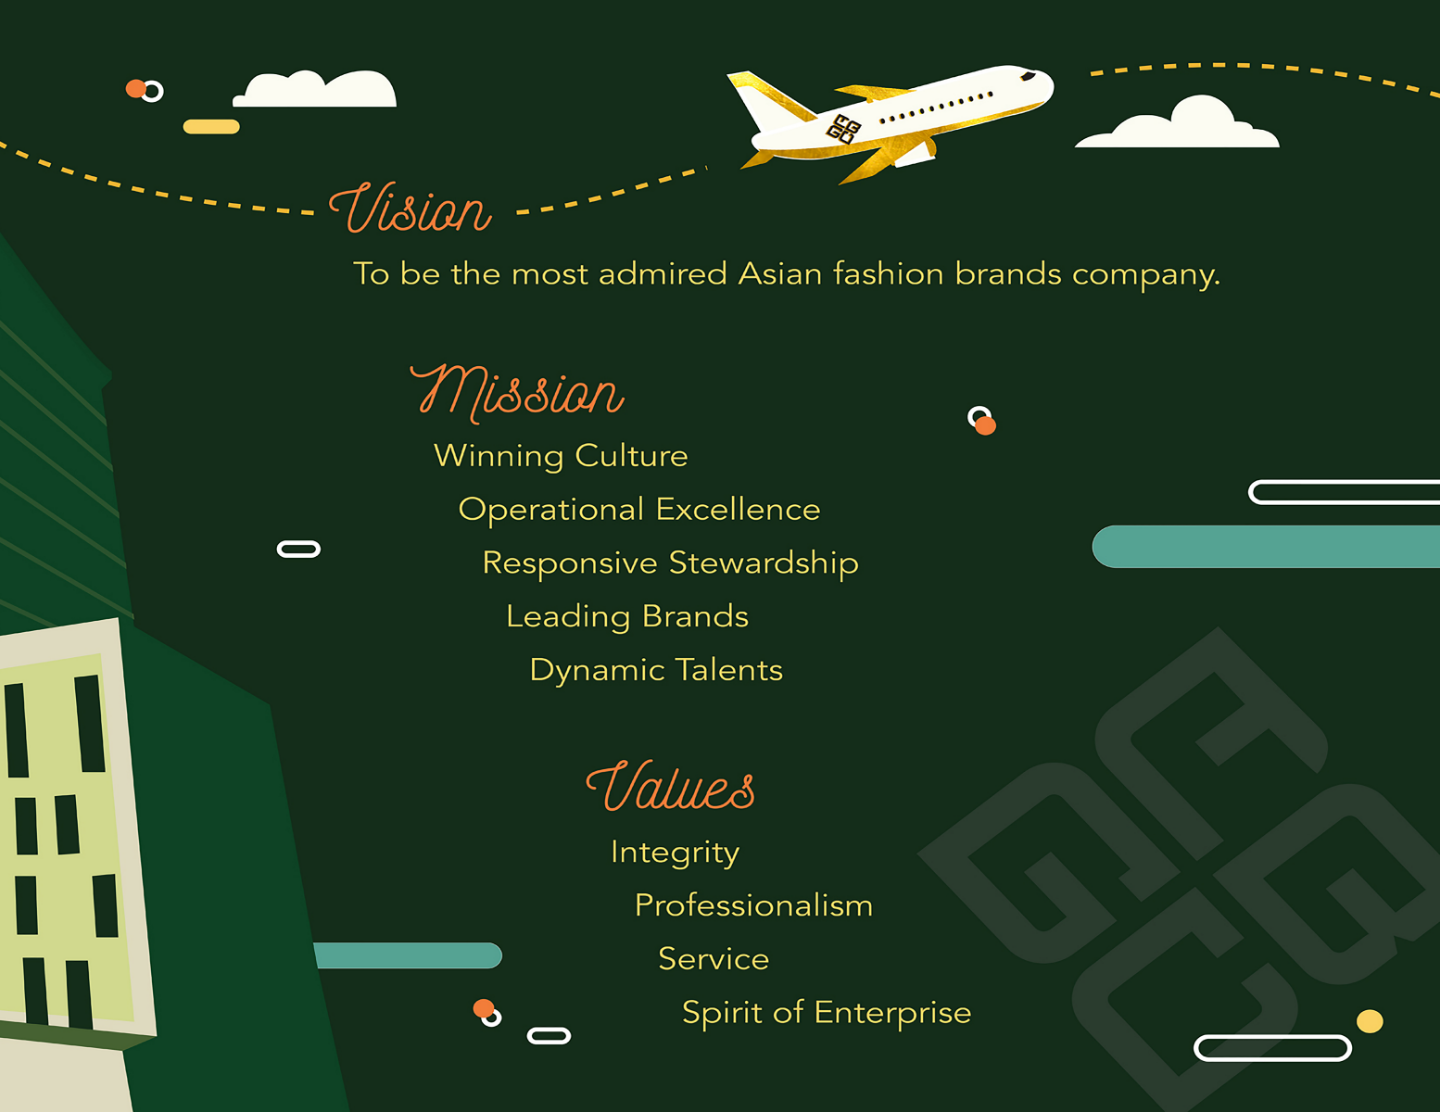 Vision
To be the most admired Asian fashion brands company.
Mission
Winning Culture
Operational Excellence
Responsive Stewardship
Leading Brands
Dynamic Talents
Values
Integrity
Professionalism
Service
Spirit of Enterprise